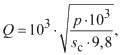 Q = 10³ · √(p · 10³ / (s_c · 9,8)),